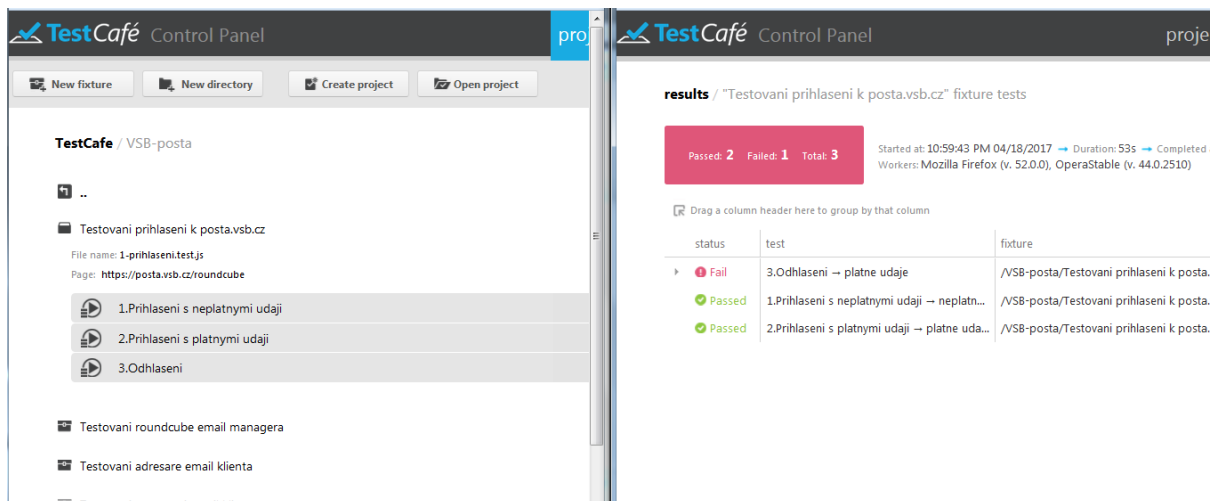 TestCafé Control Panel
proj
New fixture
New directory
Create project
Open project
TestCafe / VSB-posta
..
Testovani prihlaseni k posta.vsb.cz
File name: 1-prihlaseni.test.js
Page: https://posta.vsb.cz/roundcube
1.Prihlaseni s neplatnymi udaji
2.Prihlaseni s platnymi udaji
3.Odhlaseni
Testovani roundcube email managera
Testovani adresare email klienta
TestCafé Control Panel
proje
results / "Testovani prihlaseni k posta.vsb.cz" fixture tests
Passed: 2 Failed: 1 Total: 3
Started at: 10:59:43 PM 04/18/2017 → Duration: 53s → Completed
Workers: Mozilla Firefox (v. 52.0.0), OperaStable (v. 44.0.2510)
Drag a column header here to group by that column
status test fixture
Fail 3.Odhlaseni → platne udaje /VSB-posta/Testovani prihlaseni k posta.
Passed 1.Prihlaseni s neplatnymi udaji → neplatn... /VSB-posta/Testovani prihlaseni k posta.
Passed 2.Prihlaseni s platnymi udaji → platne uda... /VSB-posta/Testovani prihlaseni k posta.